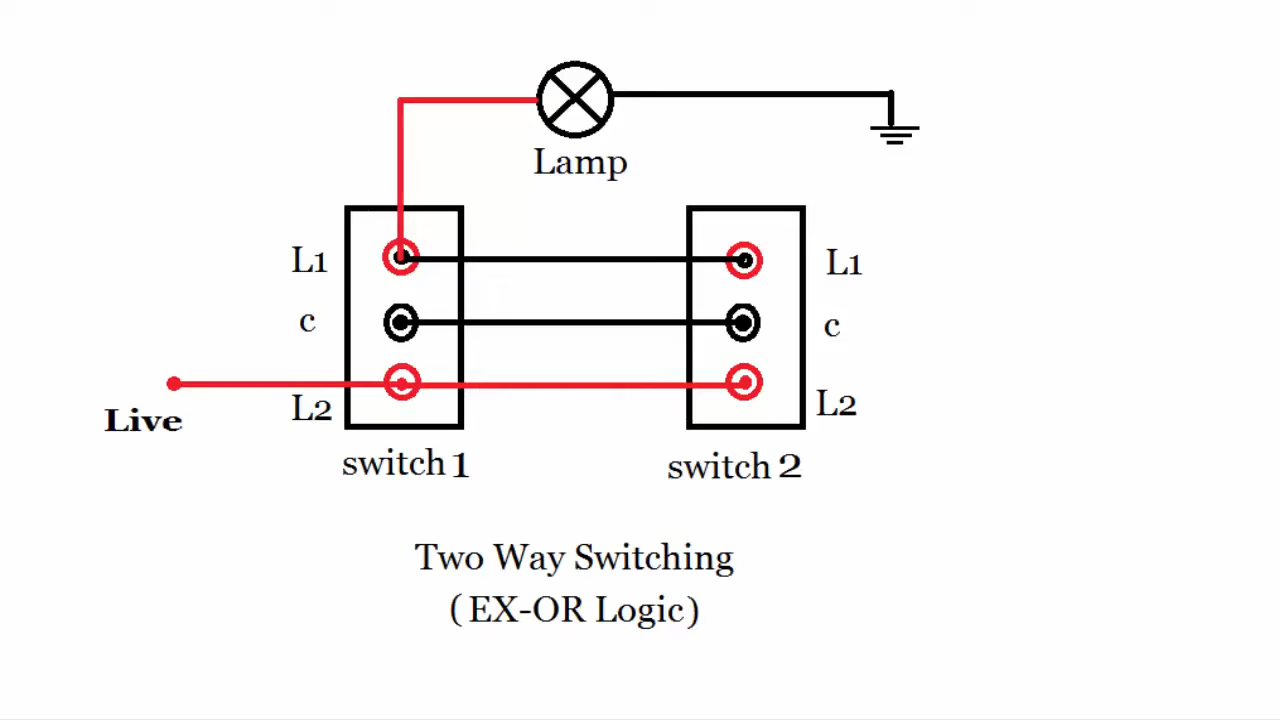 Lamp
L1
L1
c
c
Live
L2
L2
switch 1
switch 2
Two Way Switching
(EX-OR Logic)